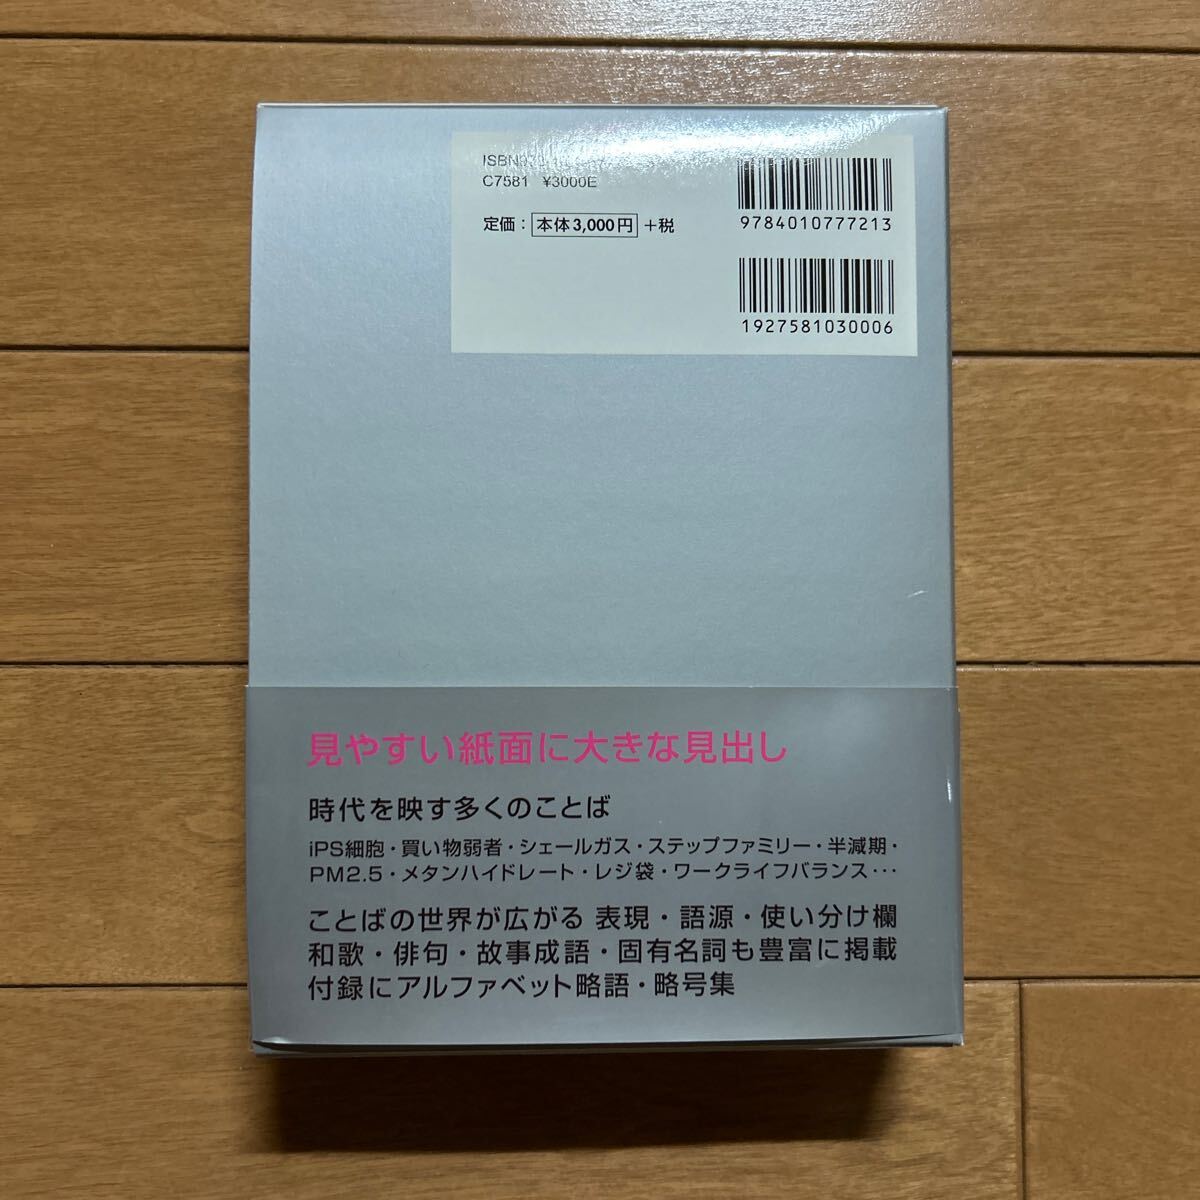 C7581 ¥3000E
定価：本体3,000円+税
9784010777213
1927581030006
見やすい紙面に大きな見出し
時代を映す多くのことば
iPS細胞・買い物弱者・シェールガス・ステップファミリー・半減期・
PM2.5・メタンハイドレート・レジ袋・ワークライフバランス・・・
ことばの世界が広がる 表現・語源・使い分け欄
和歌・俳句・故事成語・固有名詞も豊富に掲載
付録にアルファベット略語・略号集